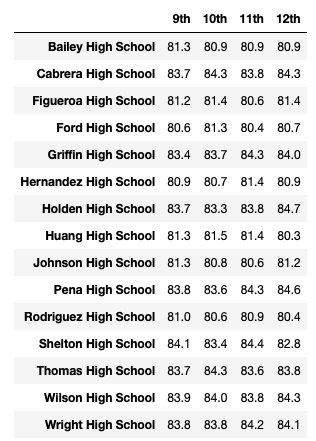 9th 10th 11th 12th
Bailey High School 81.3 80.9 80.9 80.9
Cabrera High School 83.7 84.3 83.8 84.3
Figueroa High School 81.2 81.4 80.6 81.4
Ford High School 80.6 81.3 80.4 80.7
Griffin High School 83.4 83.7 84.3 84.0
Hernandez High School 80.9 80.7 81.4 80.9
Holden High School 83.7 83.3 83.8 84.7
Huang High School 81.3 81.5 81.4 80.3
Johnson High School 81.3 80.8 80.6 81.2
Pena High School 83.8 83.6 84.3 84.6
Rodriguez High School 81.0 80.6 80.9 80.4
Shelton High School 84.1 83.4 84.4 82.8
Thomas High School 83.7 84.3 83.6 83.8
Wilson High School 83.9 84.0 83.8 84.3
Wright High School 83.8 83.8 84.2 84.1